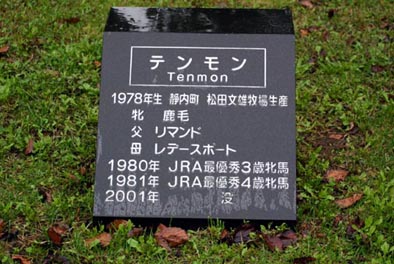 テンモン
Tenmon
1978年生 静内町 松田文雄牧場生産
牝 鹿毛
父 リマンド
母 レデースポート
1980年 JRA最優秀3歳牝馬
1981年 JRA最優秀4歳牝馬
2001年 没